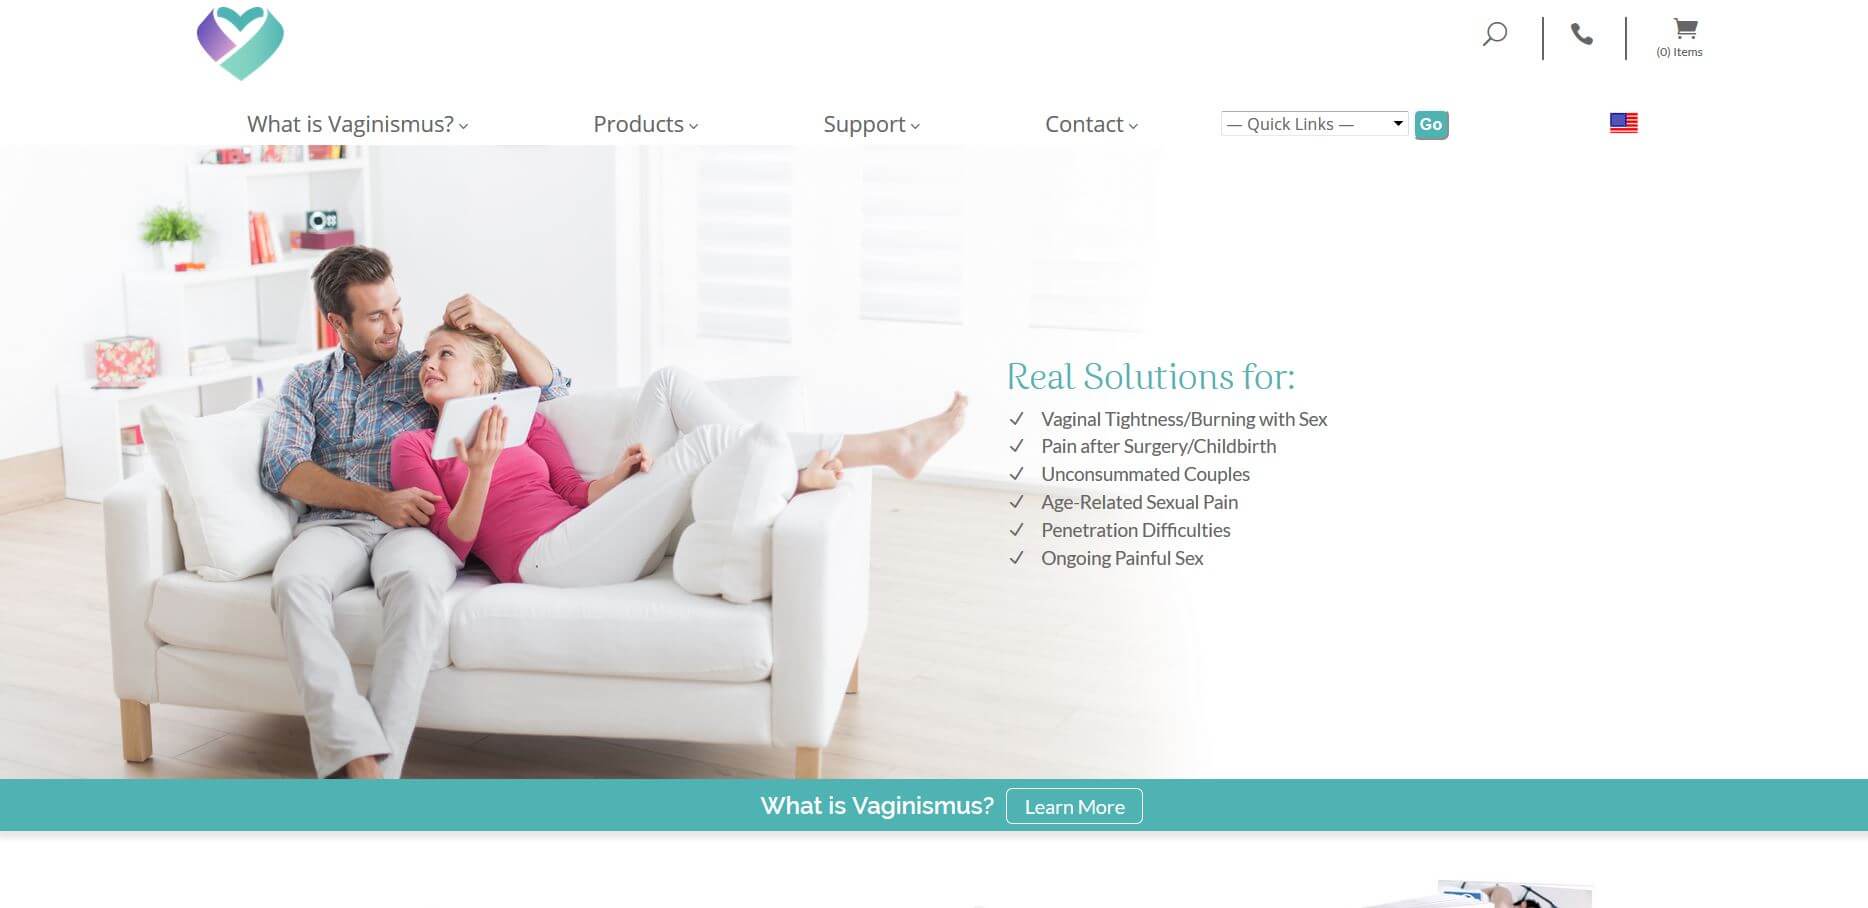 (0) Items
What is Vaginismus?
Products
Support
Contact
— Quick Links —
Go
Real Solutions for:
Vaginal Tightness/Burning with Sex
Pain after Surgery/Childbirth
Unconsummated Couples
Age-Related Sexual Pain
Penetration Difficulties
Ongoing Painful Sex
What is Vaginismus?
Learn More